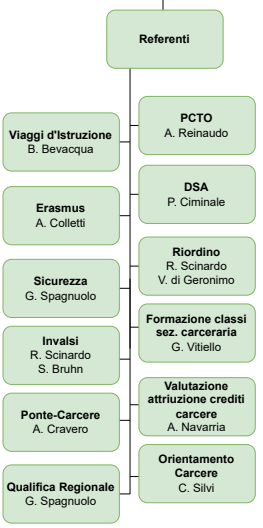 Referenti
Viaggi d'Istruzione
B. Bevacqua
PCTO
A. Reinaudo
Erasmus
A. Colletti
DSA
P. Ciminale
Sicurezza
G. Spagnuolo
Riordino
R. Scinardo
V. di Geronimo
Invalsi
R. Scinardo
S. Bruhn
Formazione classi
sez. carceraria
G. Vitiello
Ponte-Carcere
A. Cravero
Valutazione
attriuzione crediti
carcere
A. Navarria
Qualifica Regionale
G. Spagnuolo
Orientamento
Carcere
C. Silvi